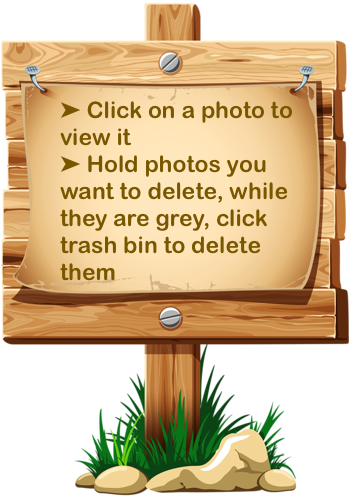 ➤ Click on a photo to
view it
➤ Hold photos you
want to delete, while
they are grey, click
trash bin to delete
them